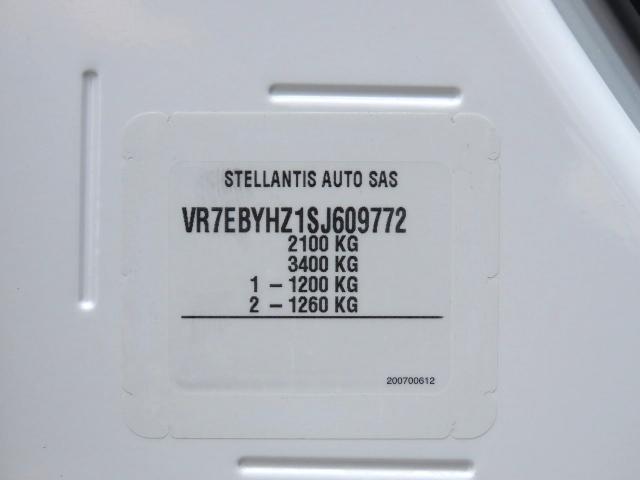 STELLANTIS AUTO SAS
VR7EBYHZ1SJ609772
2100 KG
3400 KG
1 – 1200 KG
2 – 1260 KG
200700612